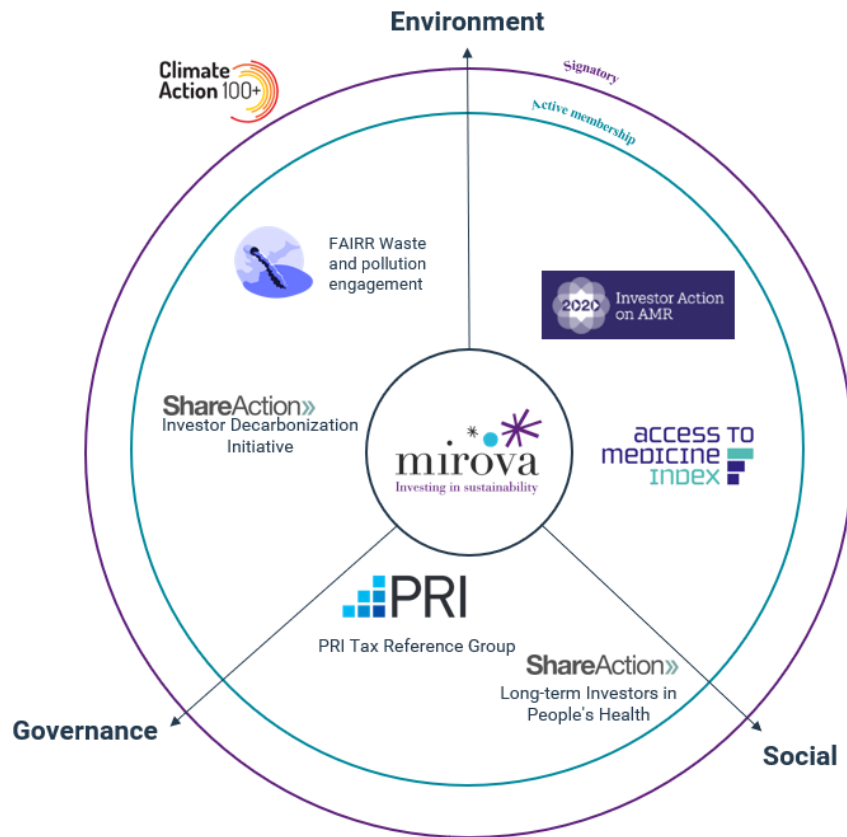 Environment
Climate
Action 100+
Signatory
Active membership
FAIRR Waste
and pollution
engagement
2020 Investor Action
on AMR
ShareAction»
Investor Decarbonization
Initiative
mirova
Investing in sustainability
access to
medicine
index
PRI
PRI Tax Reference Group
ShareAction»
Long-term Investors in
People's Health
Governance
Social